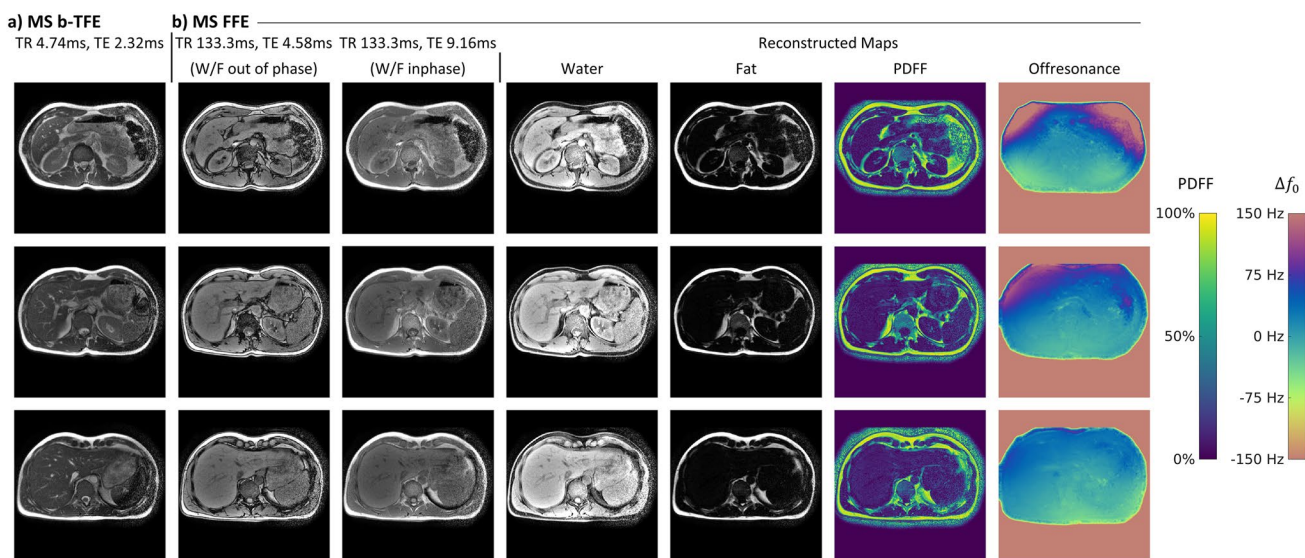 a) MS b-TFE
b) MS FFE
TR 4.74ms, TE 2.32ms
TR 133.3ms, TE 4.58ms
TR 133.3ms, TE 9.16ms
Reconstructed Maps
(W/F out of phase)
(W/F inphase)
Water
Fat
PDFF
Offresonance
PDFF
Δf₀
100%
50%
0%
150 Hz
75 Hz
0 Hz
-75 Hz
-150 Hz